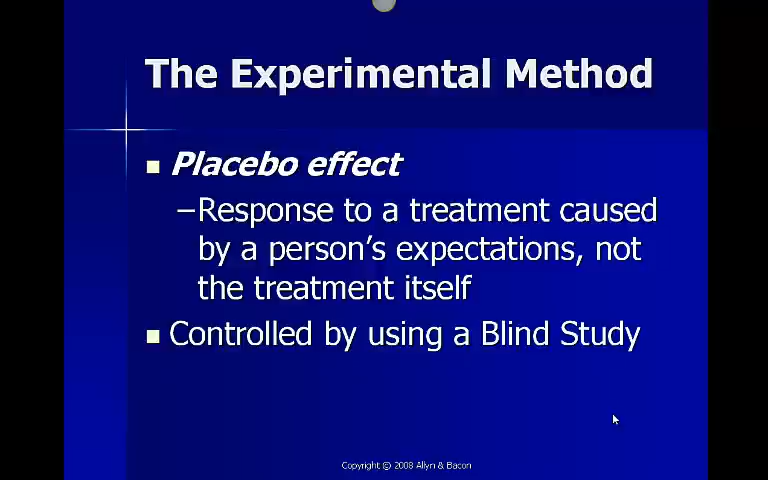 The Experimental Method
Placebo effect
–Response to a treatment caused
by a person's expectations, not
the treatment itself
Controlled by using a Blind Study
Copyright © 2008 Allyn & Bacon